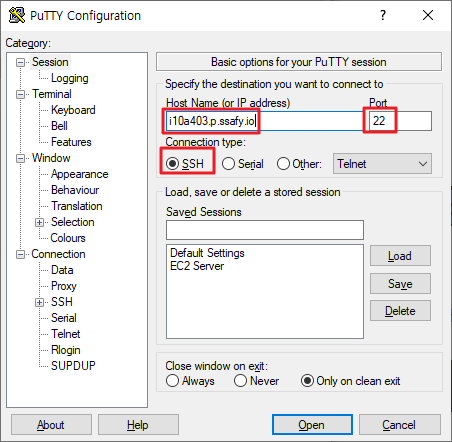 PuTTY Configuration
Category:
Session
Logging
Terminal
Keyboard
Bell
Features
Window
Appearance
Behaviour
Translation
Selection
Colours
Connection
Data
Proxy
SSH
Serial
Telnet
Rlogin
SUPDUP
Basic options for your PuTTY session
Specify the destination you want to connect to
Host Name (or IP address) Port
i10a403.p.ssafy.io 22
Connection type:
SSH Serial Other: Telnet
Load, save or delete a stored session
Saved Sessions
Default Settings
EC2 Server
Load
Save
Delete
Close window on exit:
Always Never Only on clean exit
About Help Open Cancel